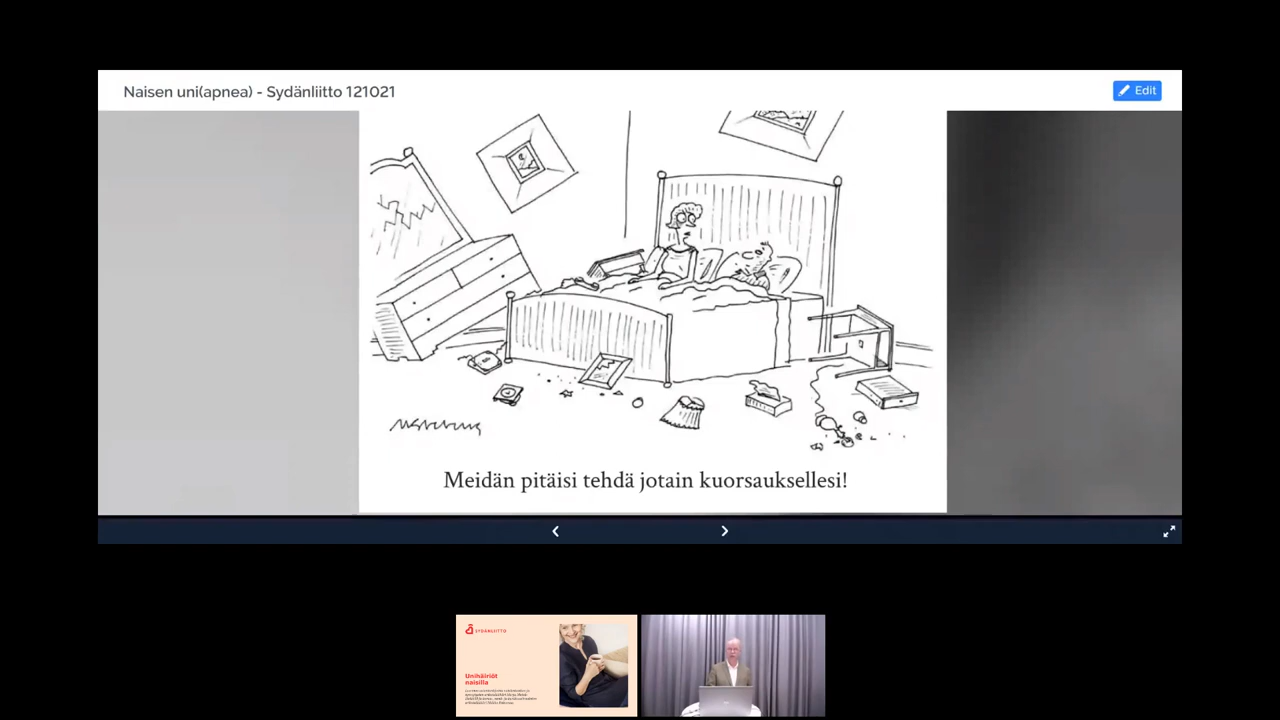 Naisen uni(apnea) - Sydänliitto 121021
Edit
Meidän pitäisi tehdä jotain kuorsauksellesi!
SYDÄNLIITTO
Unihäiriöt
naisilla